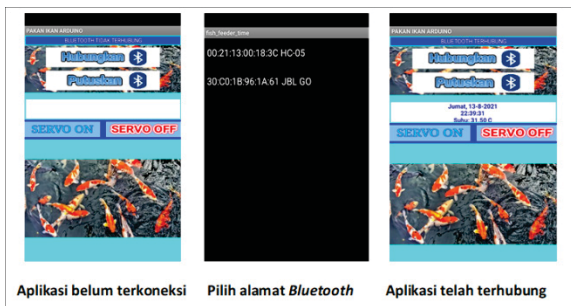 PAKAN IKAN ARDUINO
BLUETOOTH TIDAK TERHUBUNG
Hubungkan
Putuskan
SERVO ON SERVO OFF
Aplikasi belum terkoneksi
fish_feeder_time
00:21:13:00:18:3C HC-05
30:C0:1B:96:1A:61 JBL GO
Pilih alamat Bluetooth
PAKAN IKAN ARDUINO
BLUETOOTH TERHUBUNG
Hubungkan
Putuskan
Jumat, 13-8-2021
22:39:31
Suhu: 31.50 C
SERVO ON SERVO OFF
Aplikasi telah terhubung